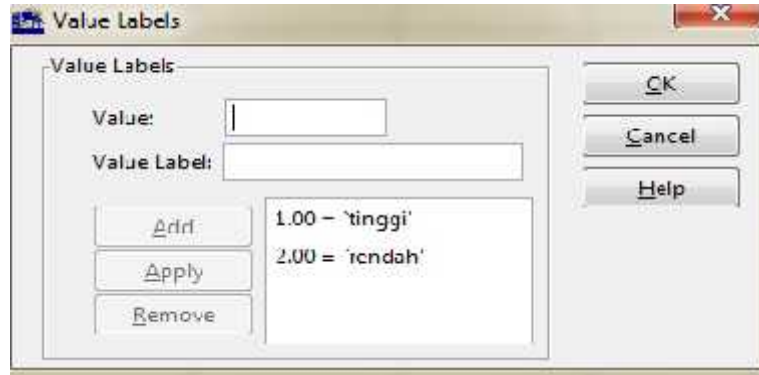 Value Labels
Value Labels
Value:
Value Label:
Add
Apply
Remove
1.00 = 'tinggi'
2.00 = 'rendah'
OK
Cancel
Help